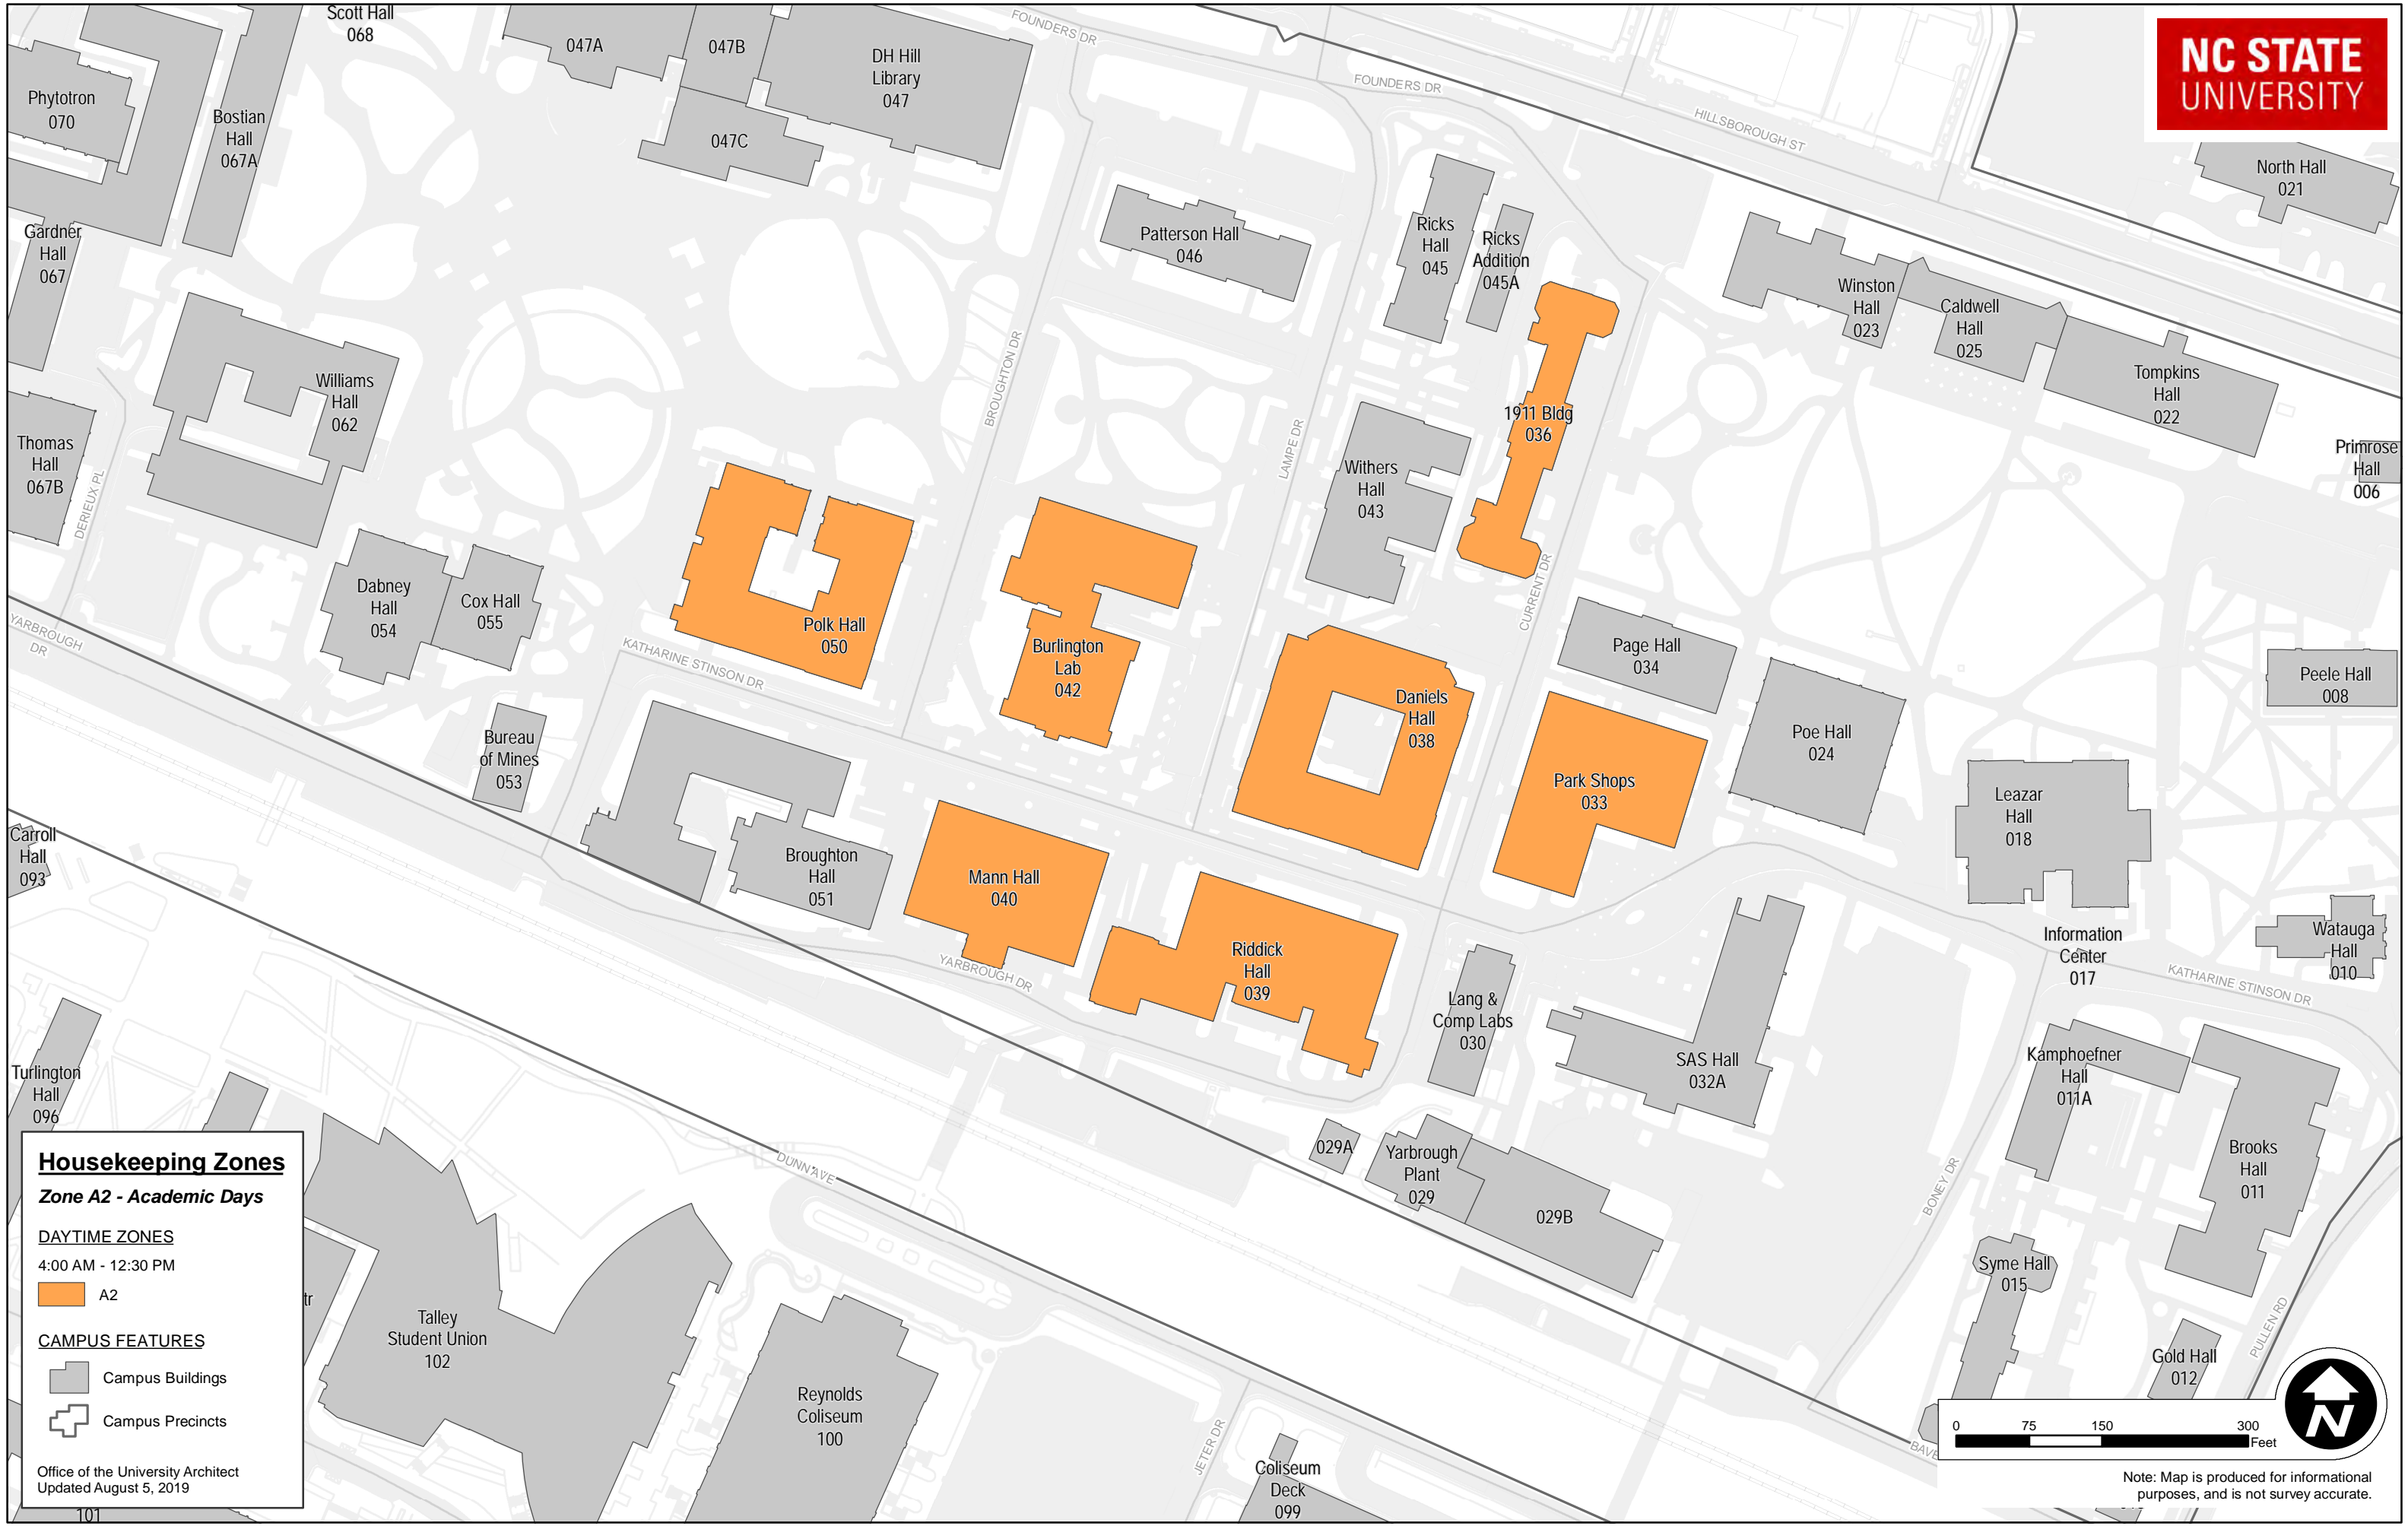 Scott Hall
068
FOUNDERS DR
NC STATE
UNIVERSITY
047A
047B
DH Hill
Library
047
FOUNDERS DR
HILLSBOROUGH ST
Phytotron
070
Bostian
Hall
067A
047C
North Hall
021
Gardner
Hall
067
Patterson Hall
046
Ricks
Hall
045
Ricks
Addition
045A
Winston
Hall
023
Caldwell
Hall
025
Tompkins
Hall
022
Williams
Hall
062
BROUGHTON DR
LAMPE DR
1911 Bldg
036
Thomas
Hall
067B
DERIEUX PL
Withers
Hall
043
Primrose
Hall
006
Dabney
Hall
054
Cox Hall
055
CURRENT DR
YARBROUGH
DR
KATHARINE STINSON DR
Polk Hall
050
Burlington
Lab
042
Page Hall
034
Peele Hall
008
Daniels
Hall
038
Poe Hall
024
Bureau
of Mines
053
Park Shops
033
Leazar
Hall
018
Carroll
Hall
093
Broughton
Hall
051
Mann Hall
040
YARBROUGH DR
Riddick
Hall
039
Information
Center
017
Watauga
Hall
010
KATHARINE STINSON DR
Lang &
Comp Labs
030
SAS Hall
032A
Kamphoefner
Hall
011A
Turlington
Hall
096
029A
Yarbrough
Plant
029
029B
Brooks
Hall
011
BONEY DR
DUNN AVE
Housekeeping Zones
Zone A2 - Academic Days
DAYTIME ZONES
4:00 AM - 12:30 PM
A2
CAMPUS FEATURES
Campus Buildings
Campus Precincts
Office of the University Architect
Updated August 5, 2019
101
tr
Talley
Student Union
102
Reynolds
Coliseum
100
JETER DR
Coliseum
Deck
099
Syme Hall
015
PULLEN RD
Gold Hall
012
BAVE
0 75 150 300
Feet
N
Note: Map is produced for informational
purposes, and is not survey accurate.